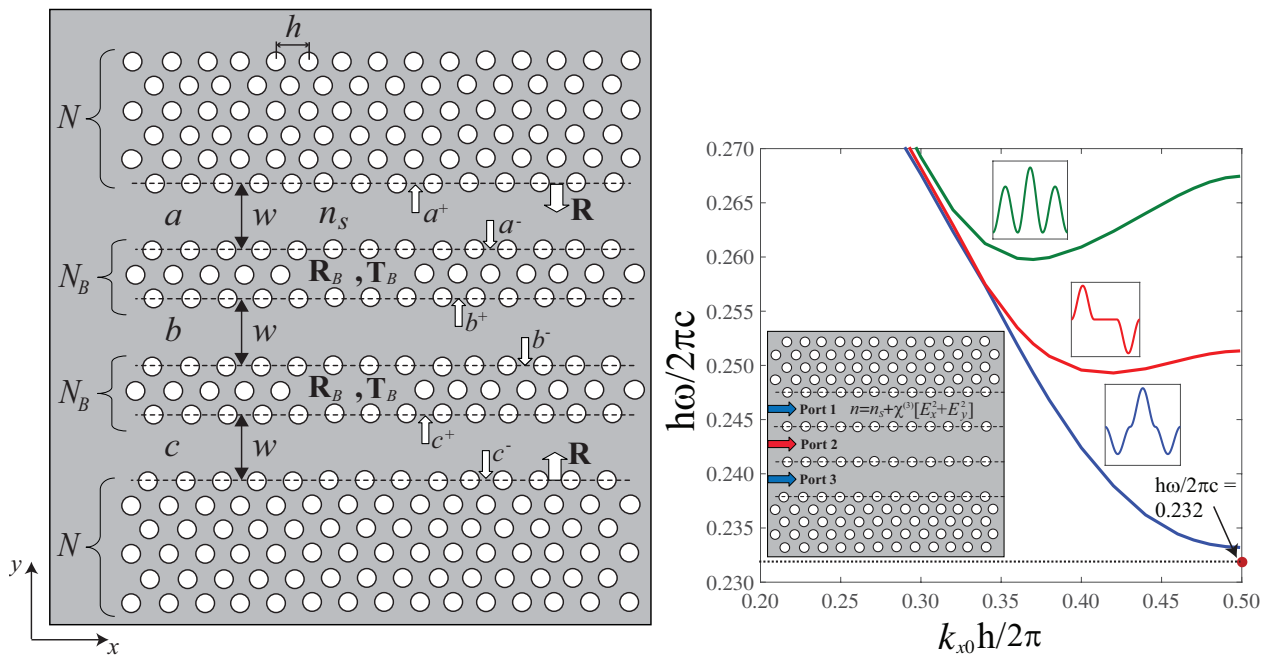 h
N
a
w
n_s
a⁺
R
a⁻
N_B
R_B , T_B
b
w
b⁺
b⁻
N_B
R_B , T_B
c
w
c⁺
c⁻
R
N
y
x
hω/2πc
0.270
0.265
0.260
0.255
0.250
0.245
0.240
0.235
0.230
Port 1 n=n_s+χ⁽³⁾[E_x²+E_y²]
Port 2
Port 3
hω/2πc =
0.232
0.20 0.25 0.30 0.35 0.40 0.45 0.50
k_{x0}h/2π